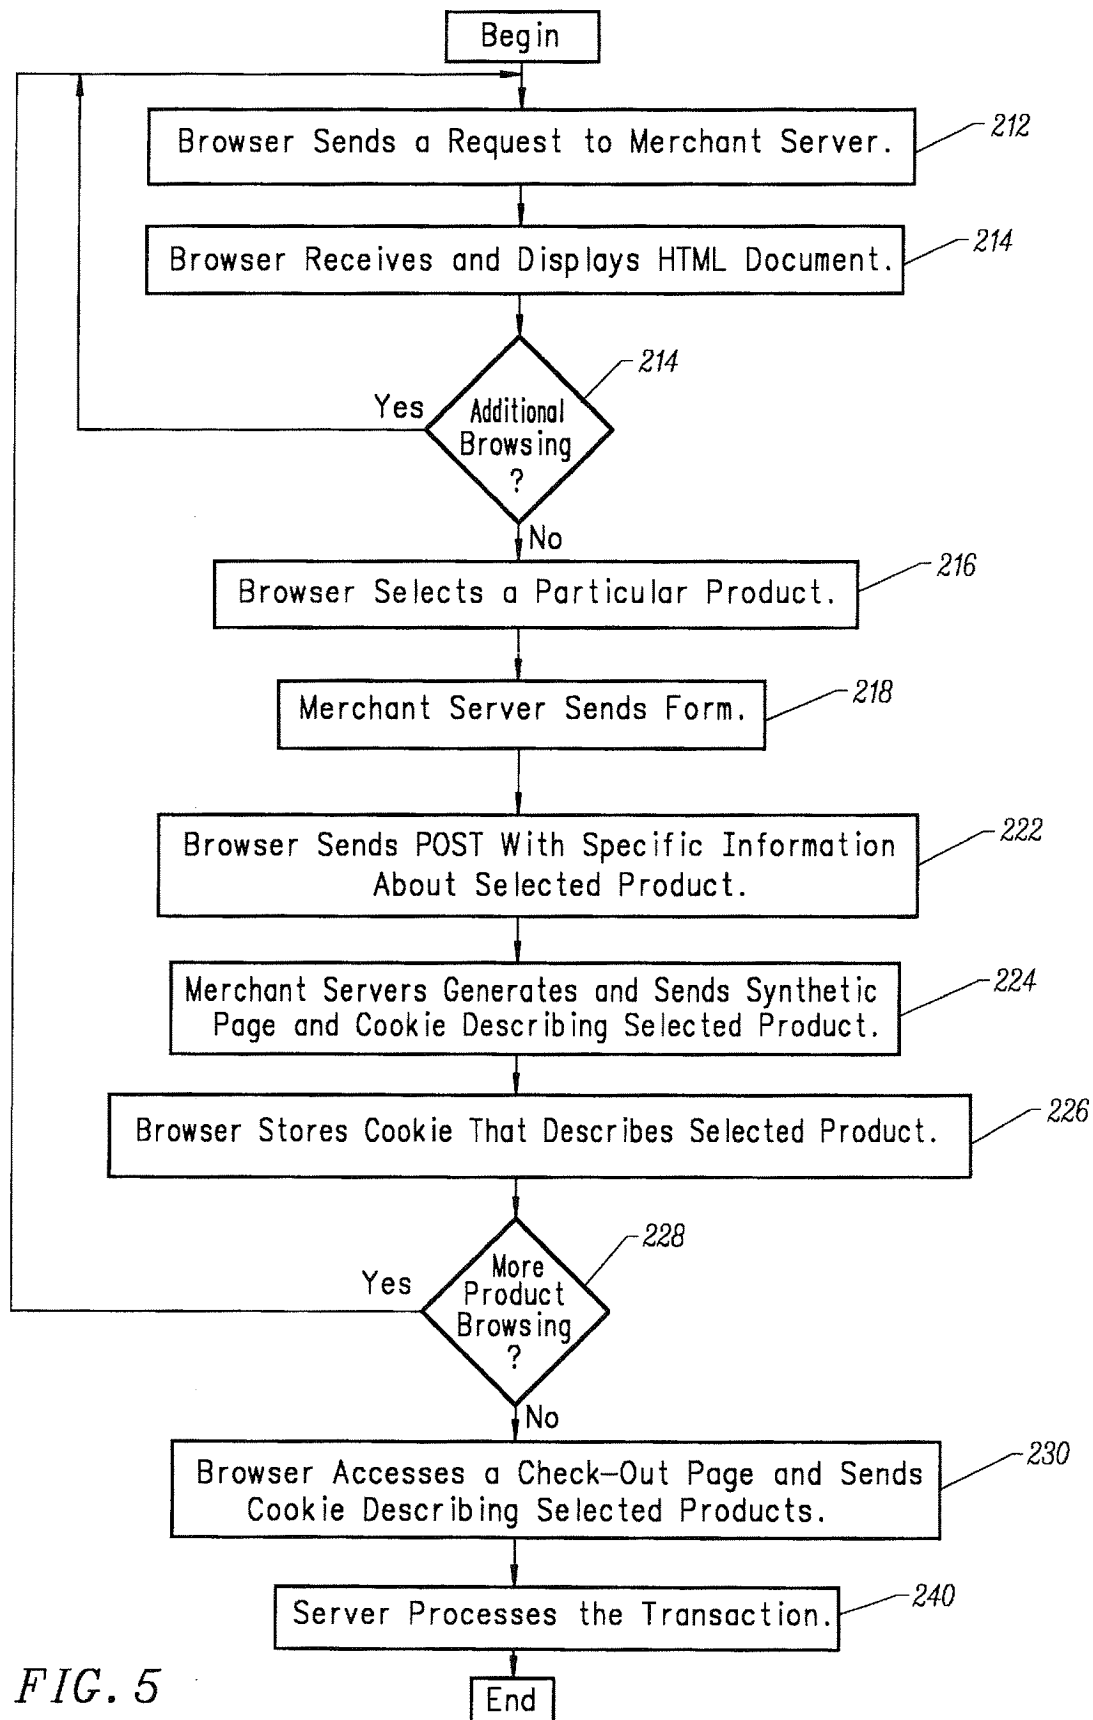 Begin
Browser Sends a Request to Merchant Server.
212
Browser Receives and Displays HTML Document.
214
214
Yes
Additional
Browsing
?
No
Browser Selects a Particular Product.
216
Merchant Server Sends Form.
218
Browser Sends POST With Specific Information
About Selected Product.
222
Merchant Servers Generates and Sends Synthetic
Page and Cookie Describing Selected Product.
224
Browser Stores Cookie That Describes Selected Product.
226
228
Yes
More
Product
Browsing
?
No
Browser Accesses a Check-Out Page and Sends
Cookie Describing Selected Products.
230
Server Processes the Transaction.
240
End
FIG. 5